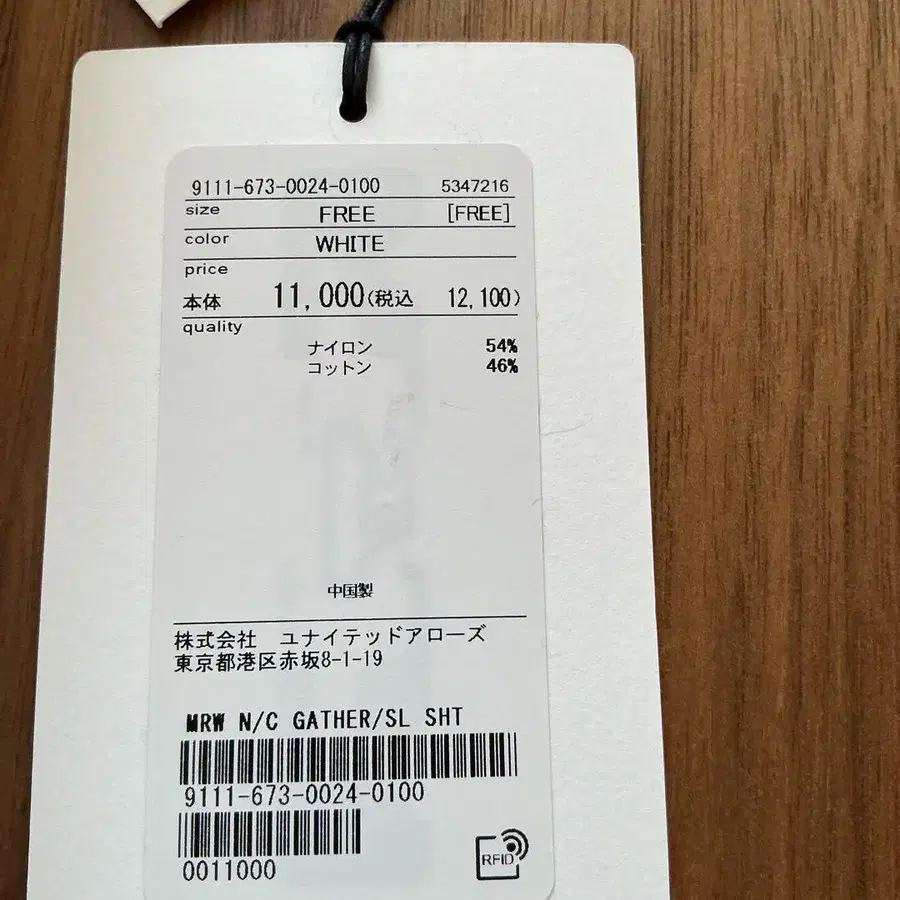 9111-673-0024-0100 5347216
size FREE [FREE]
color WHITE
price
本体 11,000(税込 12,100)
quality
ナイロン 54%
コットン 46%
中国製
株式会社 ユナイテッドアローズ
東京都港区赤坂8-1-19
MRW N/C GATHER/SL SHT
9111-673-0024-0100
0011000
RFID